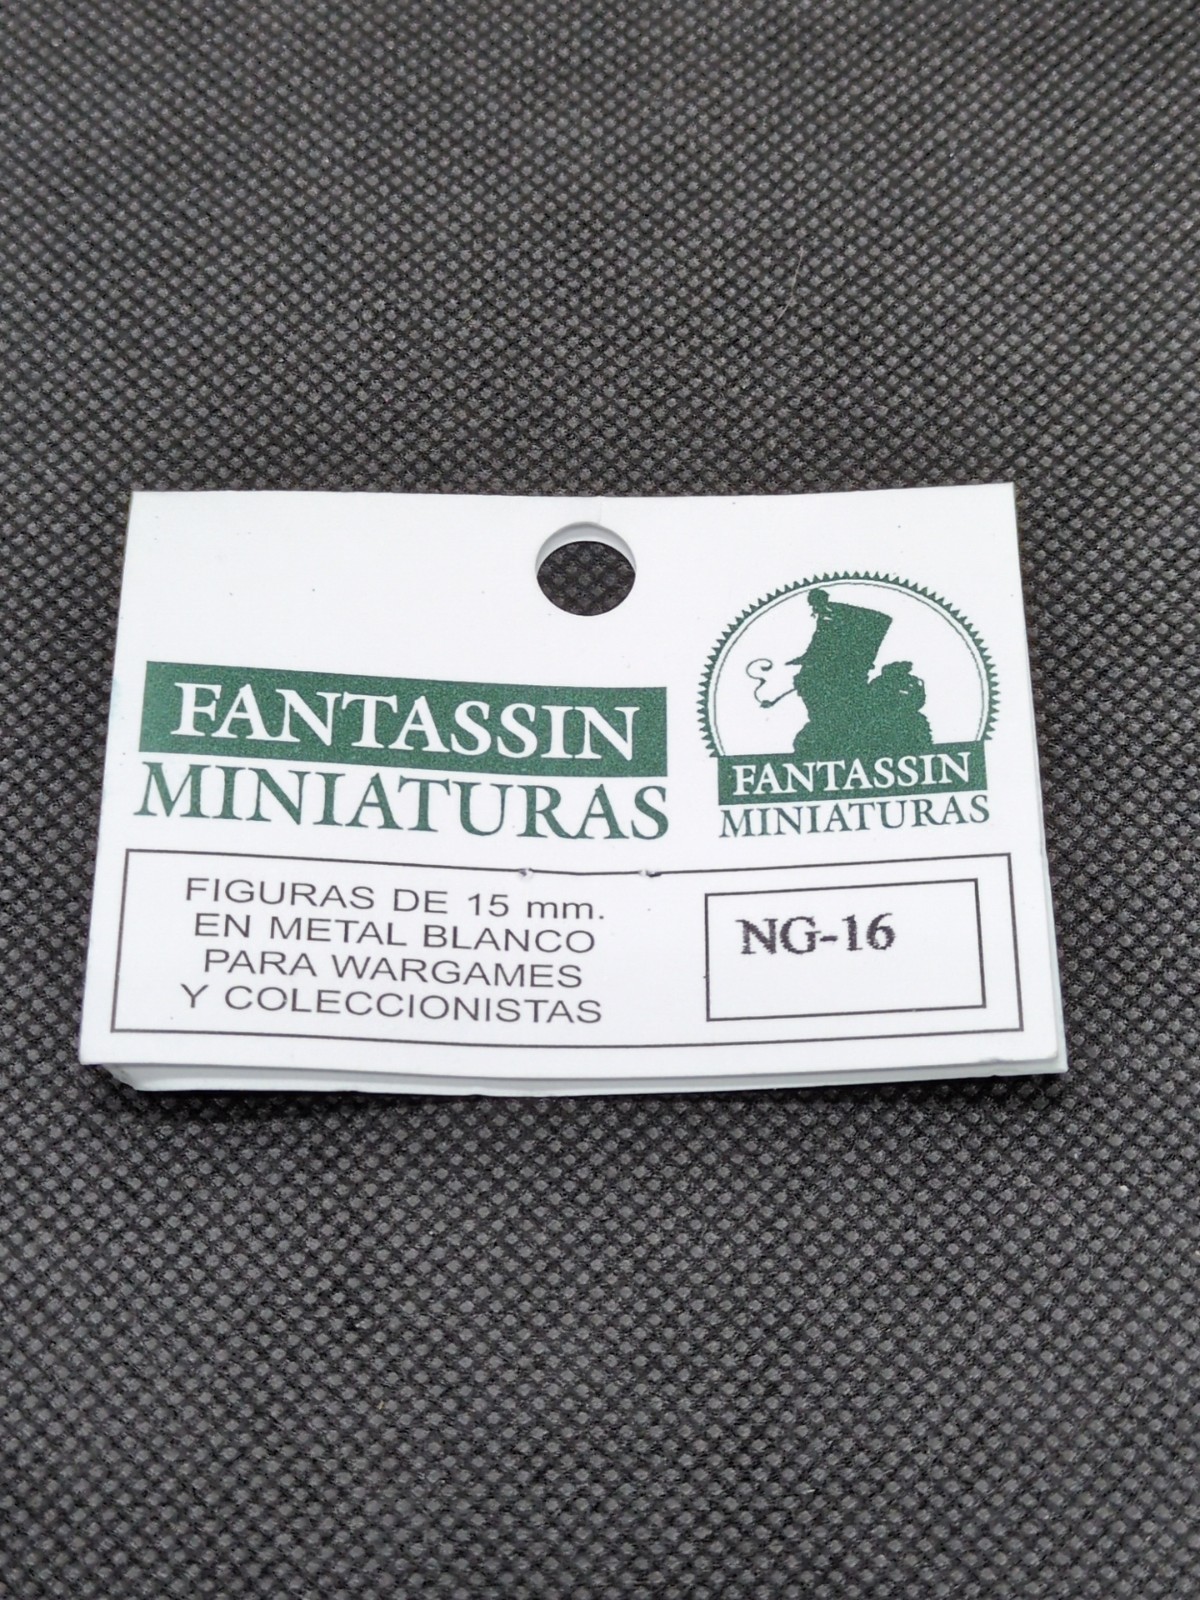 FANTASSIN
MINIATURAS
FANTASSIN
MINIATURAS
FIGURAS DE 15 mm.
EN METAL BLANCO
PARA WARGAMES
Y COLECCIONISTAS
NG-16